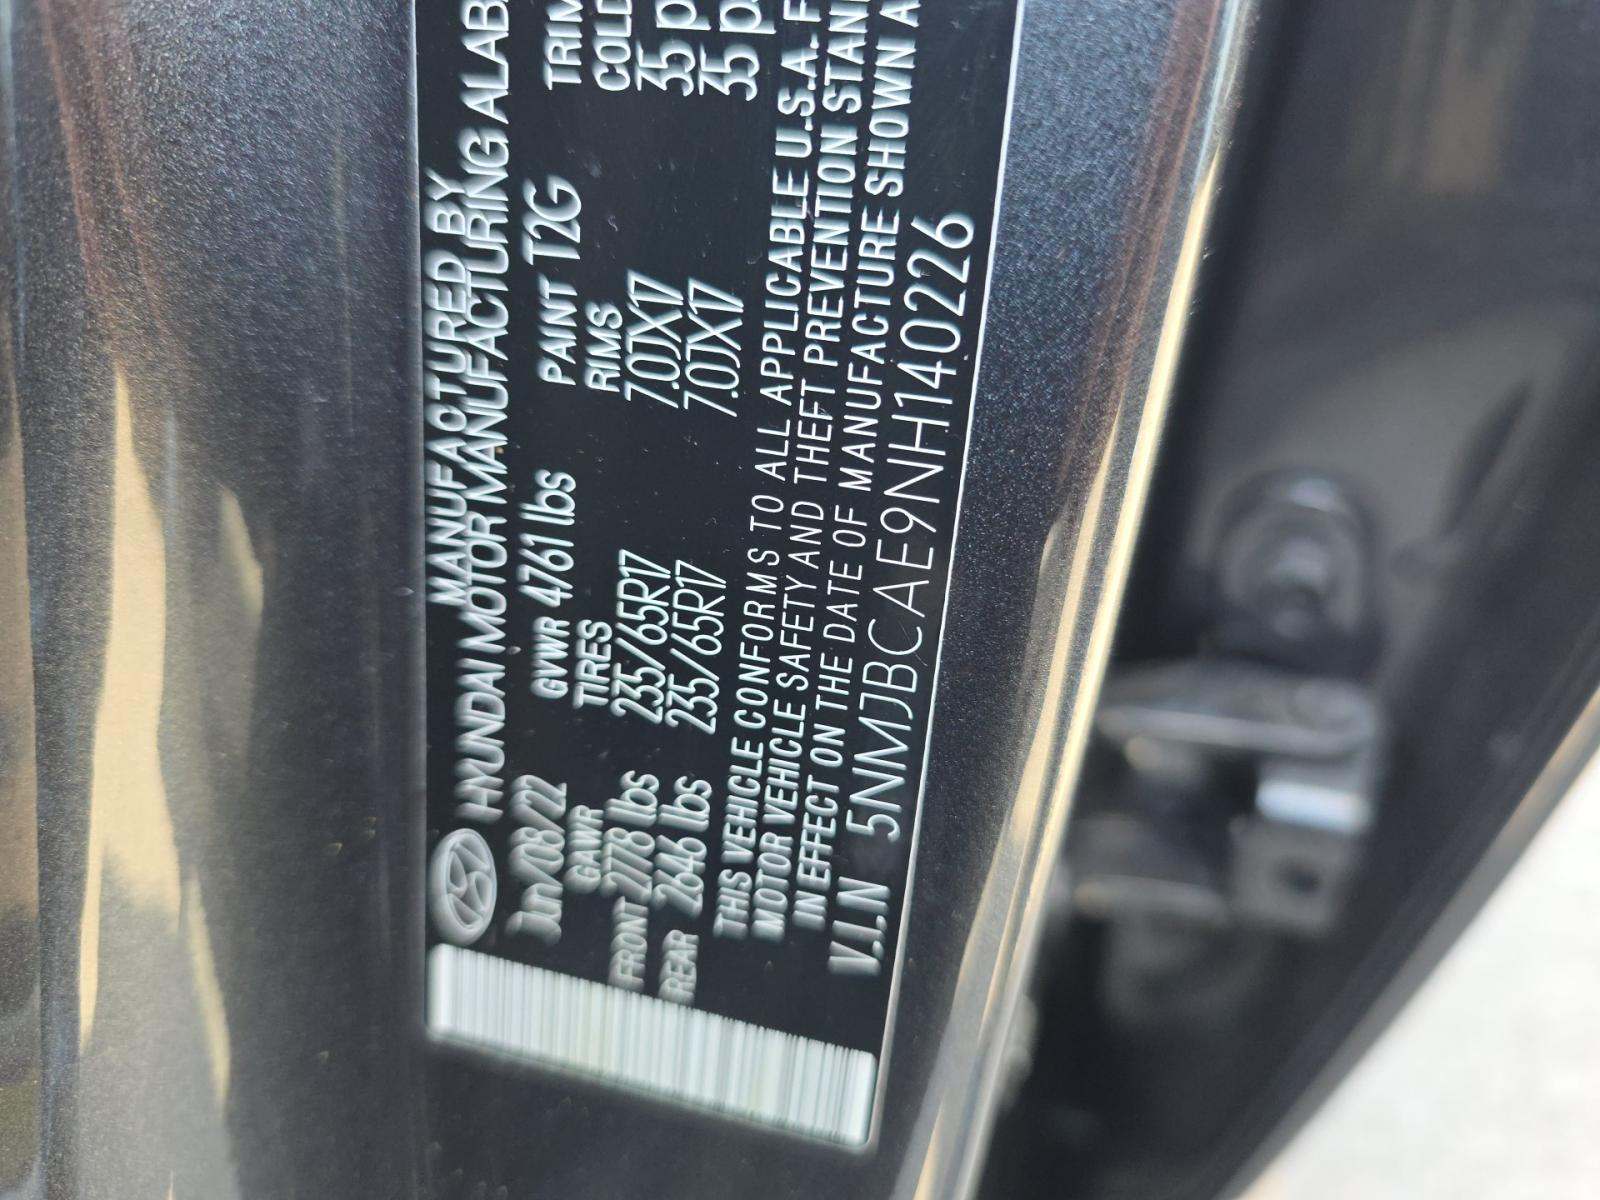 MANUFACTURED BY
HYUNDAI MOTOR MANUFACTURING ALAB
Jun/08/22 GVWR 4761 lbs PAINT T2G TRIM
GAWR TIRES RIMS COLD
FRONT 2778 lbs 235/65R17 7.0JX17 35 p
REAR 2646 lbs 235/65R17 7.0JX17 35 p
THIS VEHICLE CONFORMS TO ALL APPLICABLE U.S.A. F
MOTOR VEHICLE SAFETY AND THEFT PREVENTION STAN
IN EFFECT ON THE DATE OF MANUFACTURE SHOWN A
V.I.N 5NMJBCAE9NH140226